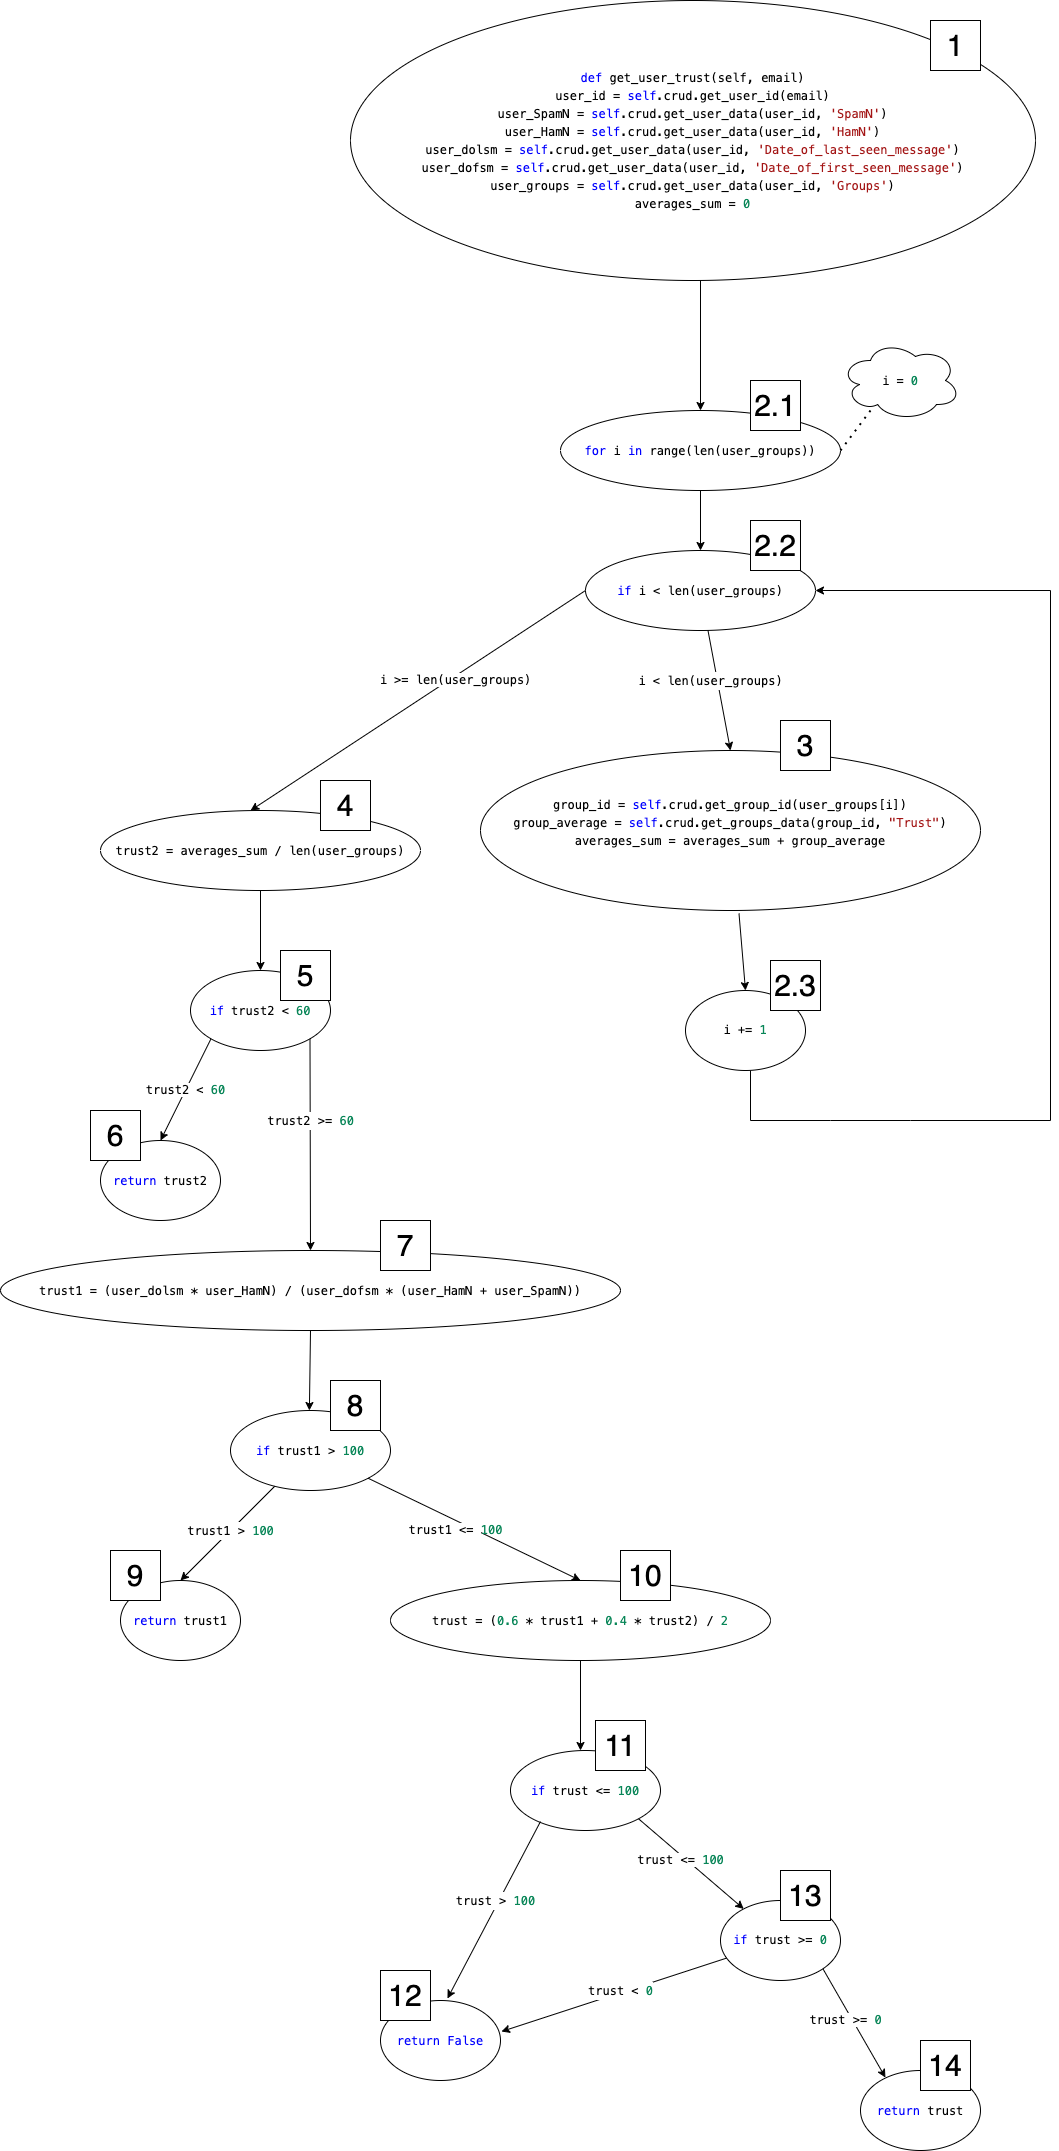 1
def get_user_trust(self, email)
user_id = self.crud.get_user_id(email)
user_SpamN = self.crud.get_user_data(user_id, 'SpamN')
user_HamN = self.crud.get_user_data(user_id, 'HamN')
user_dolsm = self.crud.get_user_data(user_id, 'Date_of_last_seen_message')
user_dofsm = self.crud.get_user_data(user_id, 'Date_of_first_seen_message')
user_groups = self.crud.get_user_data(user_id, 'Groups')
averages_sum = 0
i = 0
2.1
for i in range(len(user_groups))
2.2
if i < len(user_groups)
i >= len(user_groups)
i < len(user_groups)
3
group_id = self.crud.get_group_id(user_groups[i])
group_average = self.crud.get_groups_data(group_id, "Trust")
averages_sum = averages_sum + group_average
4
trust2 = averages_sum / len(user_groups)
5
if trust2 < 60
2.3
i += 1
trust2 < 60
trust2 >= 60
6
return trust2
7
trust1 = (user_dolsm * user_HamN) / (user_dofsm * (user_HamN + user_SpamN))
8
if trust1 > 100
trust1 > 100
trust1 <= 100
9
return trust1
10
trust = (0.6 * trust1 + 0.4 * trust2) / 2
11
if trust <= 100
trust <= 100
trust > 100
13
if trust >= 0
trust < 0
trust >= 0
12
return False
14
return trust